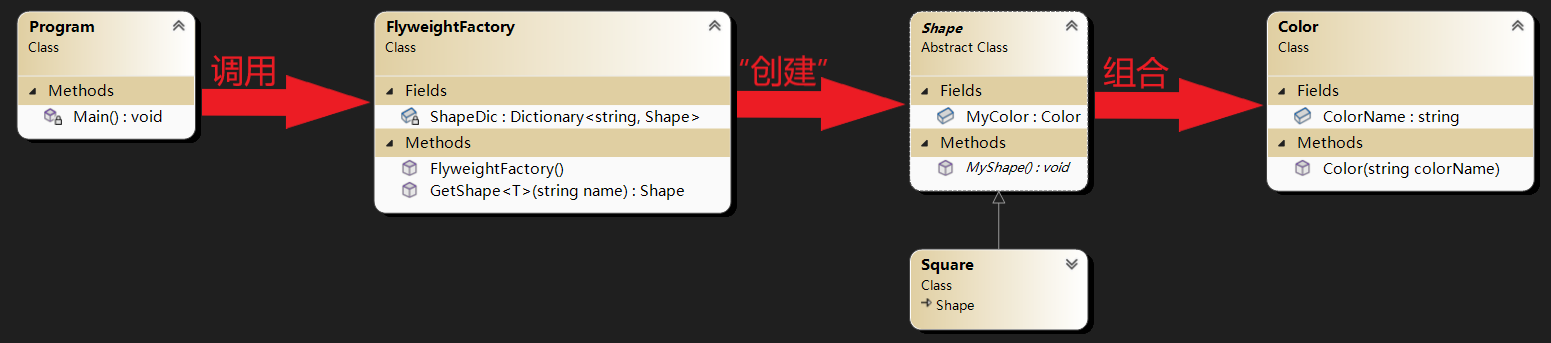 Program
Class
Methods
Main() : void
调用
FlyweightFactory
Class
Fields
ShapeDic : Dictionary<string, Shape>
Methods
FlyweightFactory()
GetShape<T>(string name) : Shape
“创建”
Shape
Abstract Class
Fields
MyColor : Color
Methods
MyShape() : void
组合
Color
Class
Fields
ColorName : string
Methods
Color(string colorName)
Square
Class
Shape